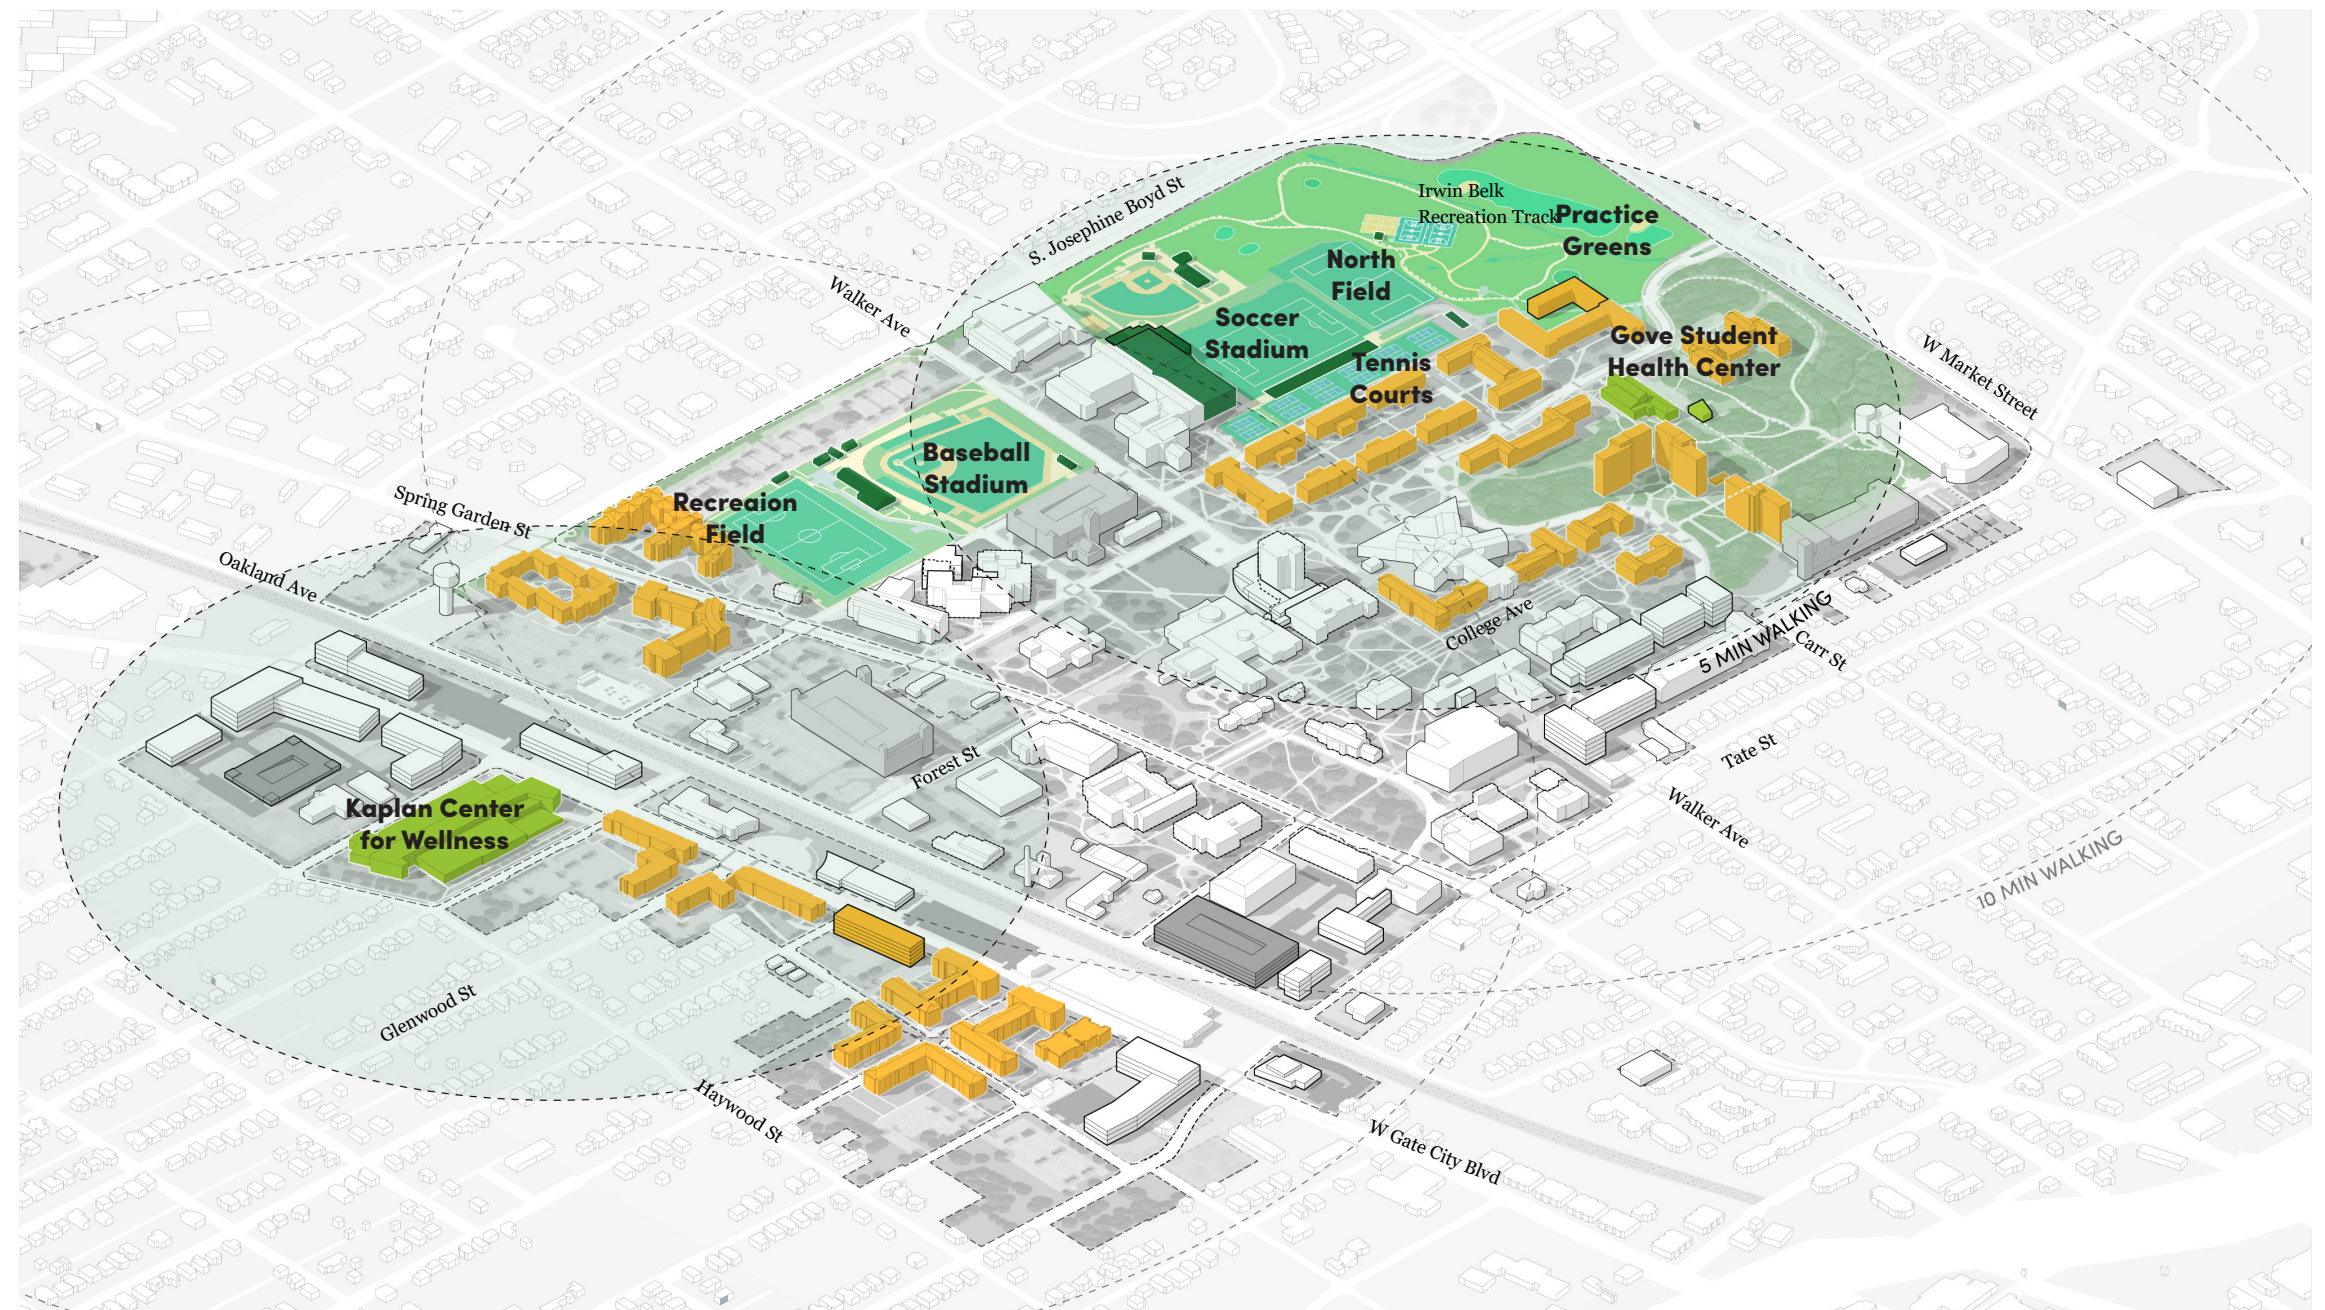 Irwin Belk
Recreation Track
Practice
Greens
S. Josephine Boyd St
North
Field
Walker Ave
Soccer
Stadium
Gove Student
Health Center
Tennis
Courts
W Market Street
Baseball
Stadium
Recreaion
Field
Spring Garden St
Oakland Ave
College Ave
5 MIN WALKING
Carr St
Forest St
Tate St
Kaplan Center
for Wellness
Walker Ave
10 MIN WALKING
Glenwood St
Haywood St
W Gate City Blvd